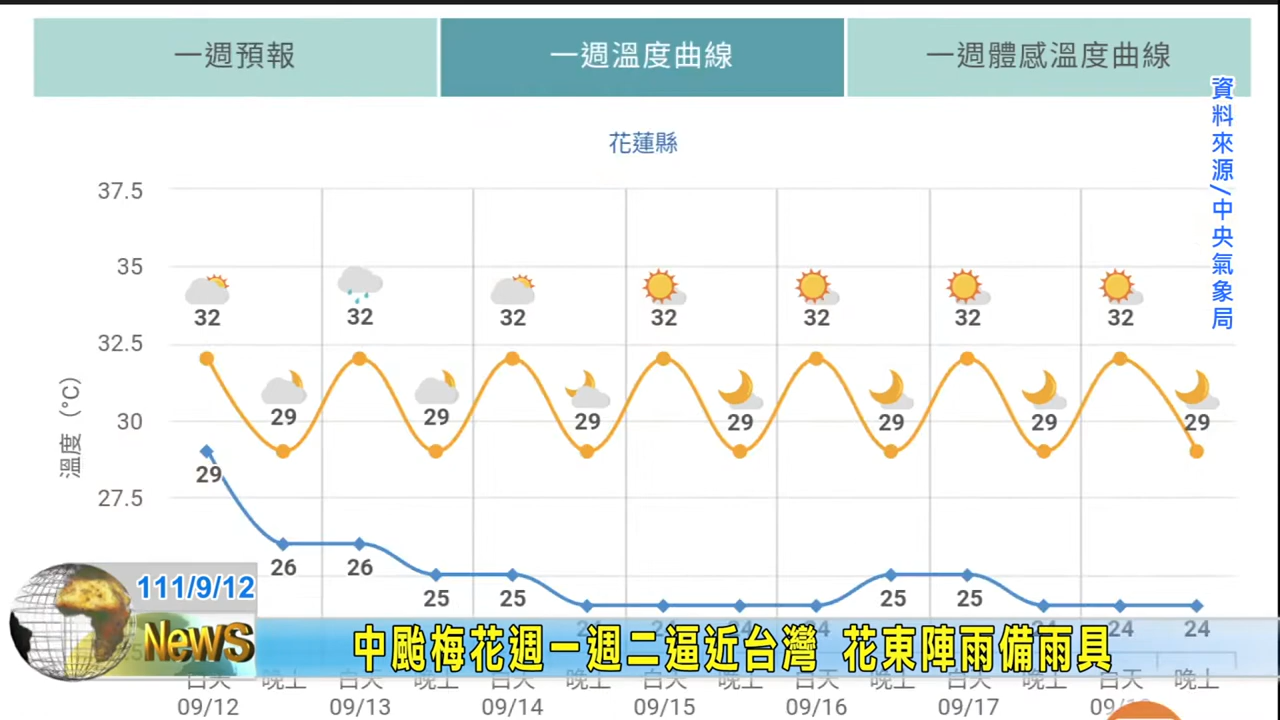 一週預報
一週溫度曲線
一週體感溫度曲線
資料來源/中央氣象局
花蓮縣
溫度 (°C)
37.5
35
32.5
30
27.5
32
32
32
32
32
32
32
29
29
29
29
29
29
29
29
26
26
25
25
25
25
24
24
111/9/12
NewS
中颱梅花週一週二逼近台灣 花東陣雨備雨具
白天
晚上
白天
晚上
白天
晚上
白天
晚上
白天
晚上
白天
晚上
白天
晚上
09/12
09/13
09/14
09/15
09/16
09/17